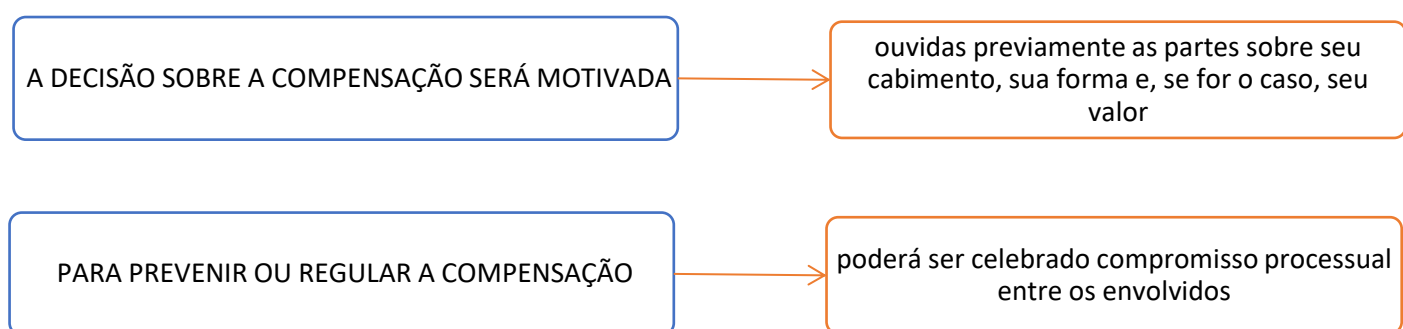 A DECISÃO SOBRE A COMPENSAÇÃO SERÁ MOTIVADA
ouvidas previamente as partes sobre seu
cabimento, sua forma e, se for o caso, seu
valor
PARA PREVENIR OU REGULAR A COMPENSAÇÃO
poderá ser celebrado compromisso processual
entre os envolvidos